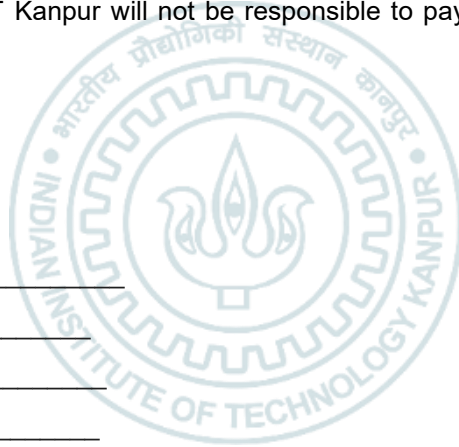 Kanpur will not be responsible to pay
भारतीय प्रौद्योगिकी संस्थान कानपुर
INDIAN INSTITUTE OF TECHNOLOGY KANPUR